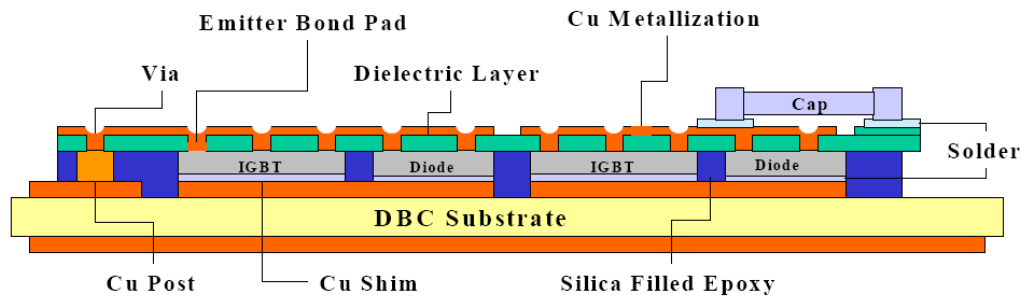 Emitter Bond Pad
Cu Metallization
Via
Dielectric Layer
Cap
Solder
IGBT
Diode
IGBT
Diode
DBC Substrate
Cu Post
Cu Shim
Silica Filled Epoxy